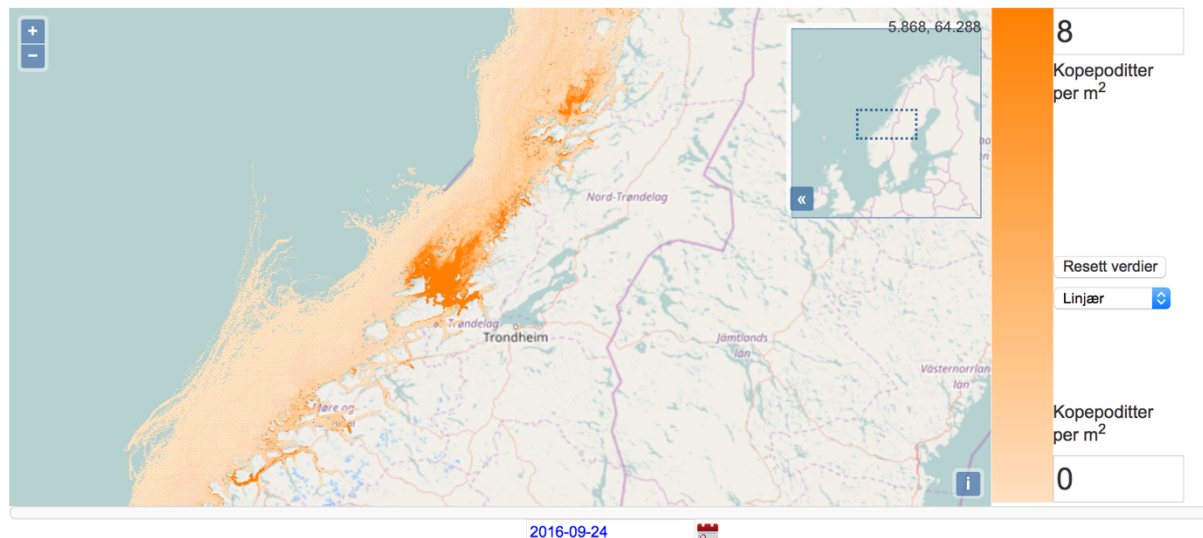 +
−
5.868, 64.288
8
Kopepoditter
per m²
Nord-Trøndelag
«
Resett verdier
Linjær
Trøndelag
Trondheim
Jämtlands
län
Västernorrlan
län
Møre og
Kopepoditter
per m²
i
0
2016-09-24